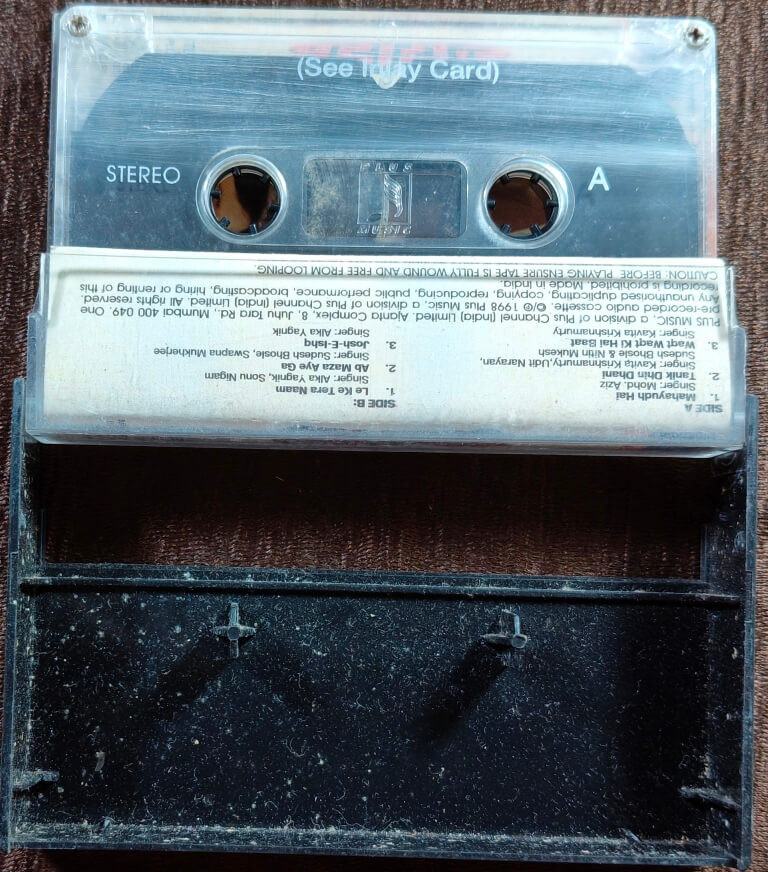 (See Inlay Card)
STEREO
A
PLUS
SIDE A
1. Mahayudh Hai
Singer: Mohd. Aziz
2. Tanik Dhin Dhani
Singer: Kavita Krishnamurty,Udit Narayan,
Sudesh Bhosle & Nitin Mukesh
3. Waqt Waqt Ki Hai Baat
Singer: Kavita Krishnamurty
SIDE B:
1. Le Ke Tera Naam
Singer: Alka Yagnik, Sonu Nigam
2. Ab Maza Aye Ga
Singer: Sudesh Bhosle, Swapna Mukherjee
3. Josh-E-Ishq
Singer: Alka Yagnik
PLUS MUSIC, a division of Plus Channel (India) Limited. Ajanta Complex, 8, Juhu Tara Rd., Mumbai 400 049. One
pre-recorded audio cassette. ℗/© 1998 Plus Music, a division of Plus Channel (India) Limited. All rights reserved.
Any unauthorised duplicating, copying, reproducing, public performance, broadcasting, hiring or renting of this
recording is prohibited. Made in India.
CAUTION: BEFORE PLAYING ENSURE TAPE IS FULLY WOUND AND FREE FROM LOOPING.